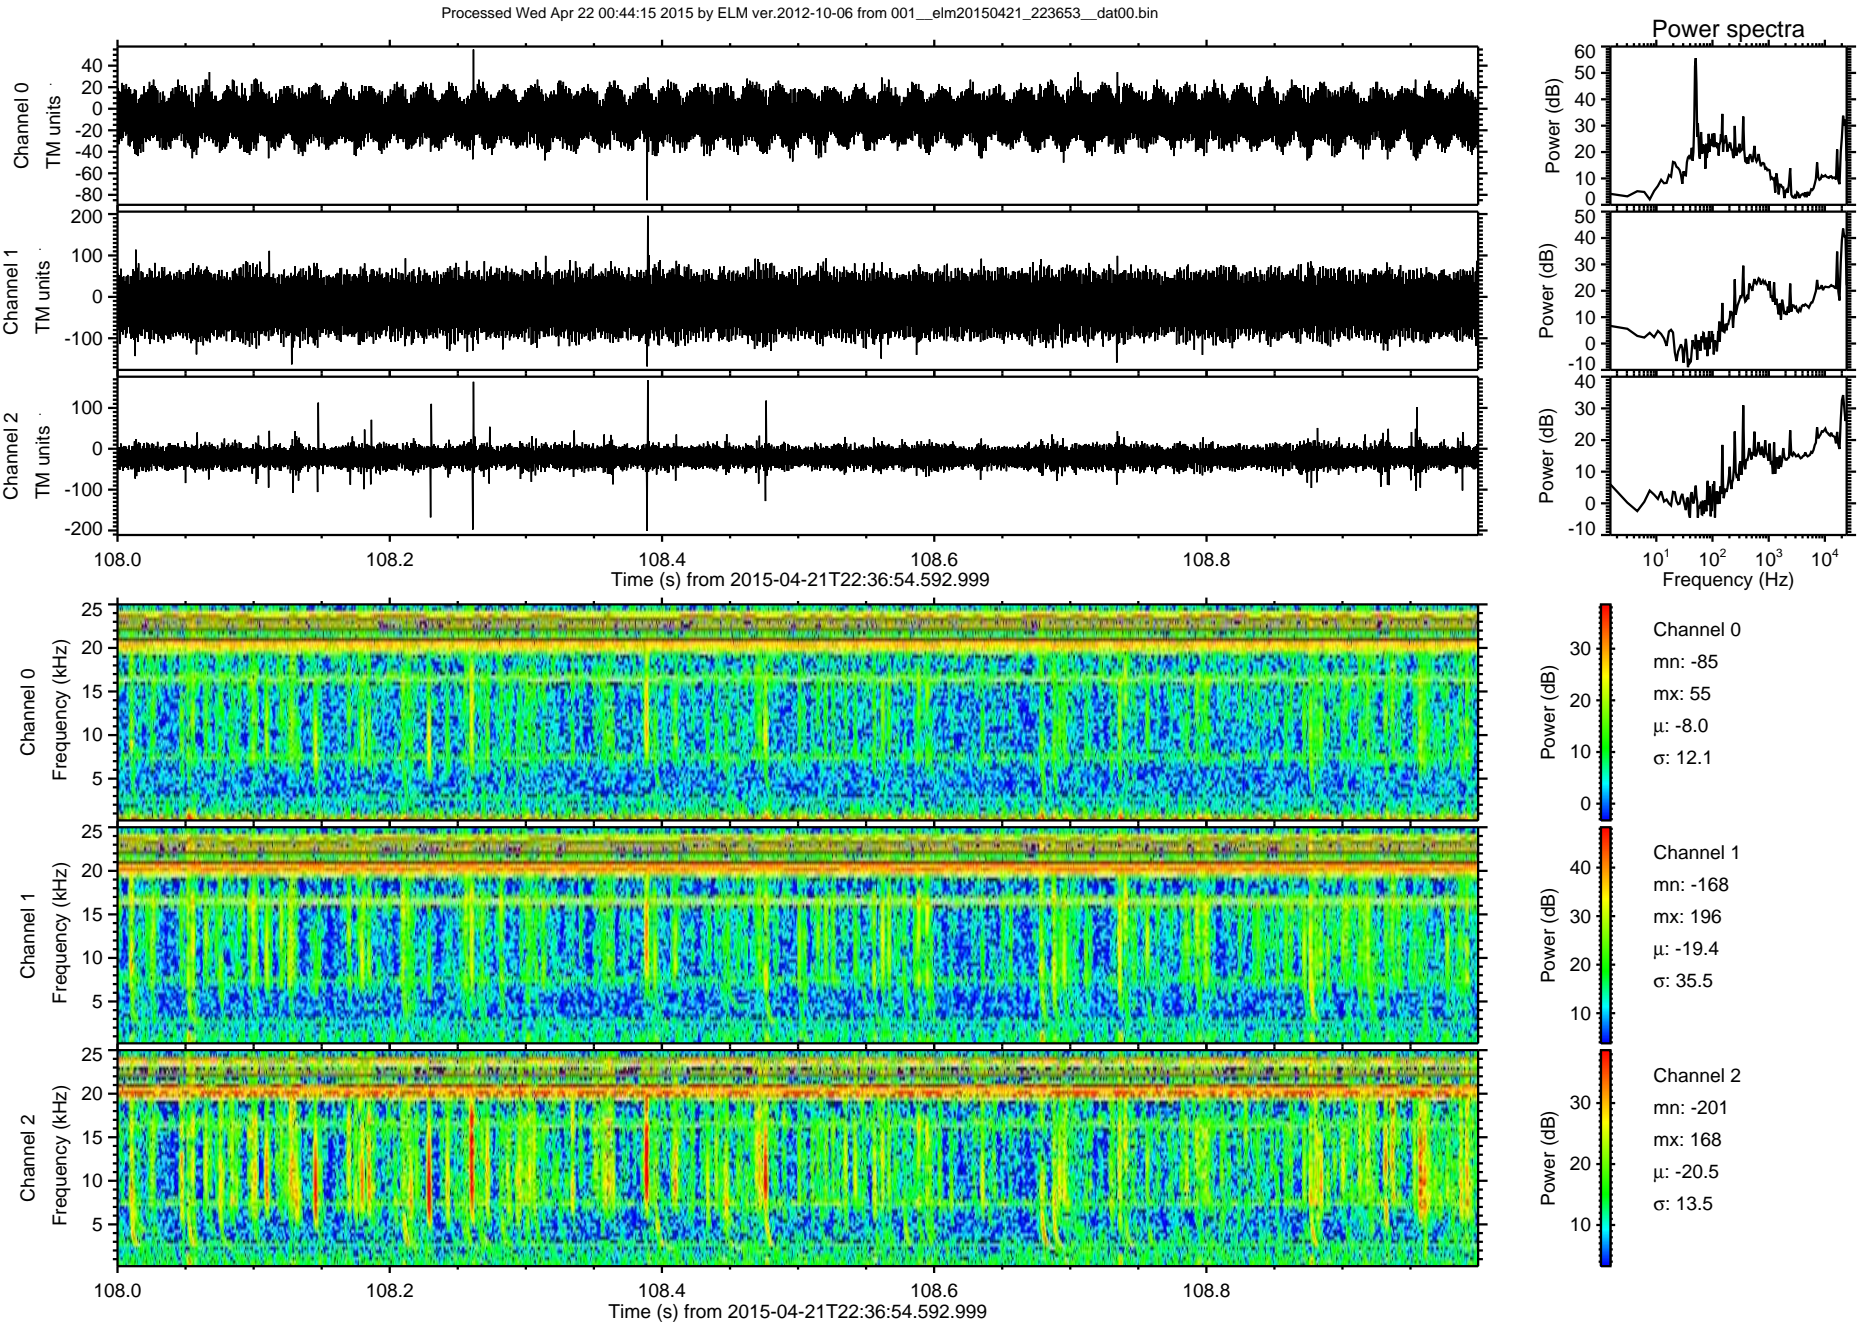 Processed Wed Apr 22 00:44:15 2015 by ELM ver.2012-10-06 from 001__elm20150421_223653__dat00.bin
Power spectra
Channel 0
TM units
40
20
0
-20
-40
-60
-80
Power (dB)
60
50
40
30
20
10
0
Channel 1
TM units
200
100
0
-100
Power (dB)
50
40
30
20
10
0
-10
Channel 2
TM units
100
0
-100
-200
Power (dB)
40
30
20
10
0
-10
108.0 108.2 108.4 108.6 108.8
Time (s) from 2015-04-21T22:36:54.592.999
10¹ 10² 10³ 10⁴
Frequency (Hz)
Channel 0
Frequency (kHz)
25
20
15
10
5
Power (dB)
30
20
10
0
Channel 0
mn: -85
mx: 55
μ: -8.0
σ: 12.1
Channel 1
Frequency (kHz)
25
20
15
10
5
Power (dB)
40
30
20
10
Channel 1
mn: -168
mx: 196
μ: -19.4
σ: 35.5
Channel 2
Frequency (kHz)
25
20
15
10
5
Power (dB)
30
20
10
Channel 2
mn: -201
mx: 168
μ: -20.5
σ: 13.5
108.0 108.2 108.4 108.6 108.8
Time (s) from 2015-04-21T22:36:54.592.999